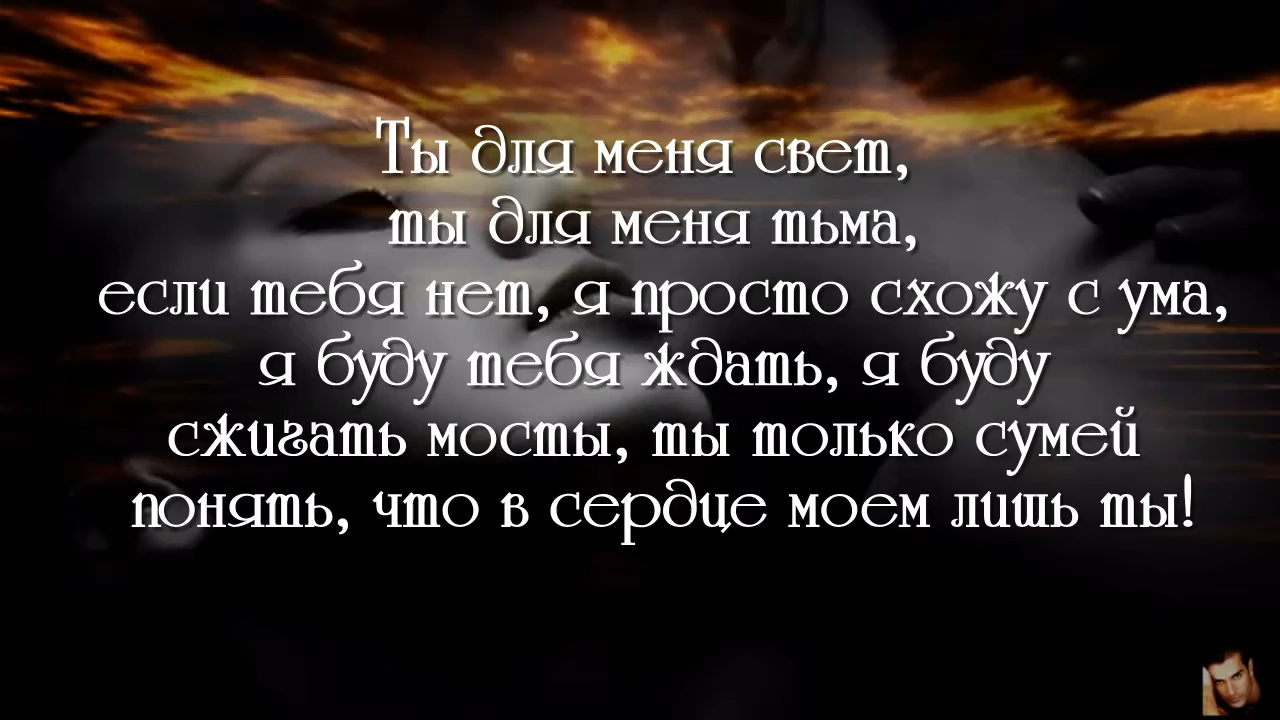 Ты для меня свет,
ты для меня тьма,
если тебя нет, я просто схожу с ума,
я буду тебя ждать, я буду
сжигать мосты, ты только сумей
понять, что в сердце моем лишь ты!